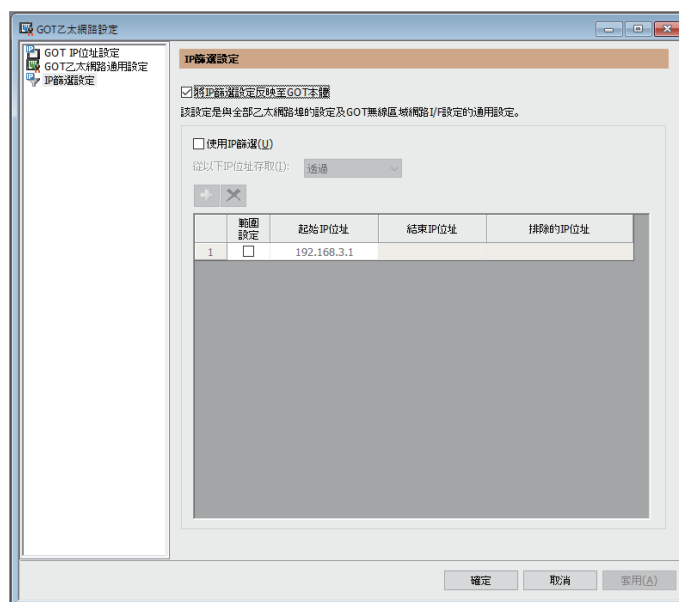 GOT乙太網路設定
GOT IP位址設定
GOT乙太網路通用設定
IP篩選設定
IP篩選設定
將IP篩選設定反映至GOT本體
該設定是與全部乙太網路埠的設定及GOT無線區域網路I/F設定的通用設定。
使用IP篩選(U)
從以下IP位址存取(I): 透過
範圍設定 起始IP位址 結束IP位址 排除的IP位址
1 192.168.3.1
確定 取消 套用(A)